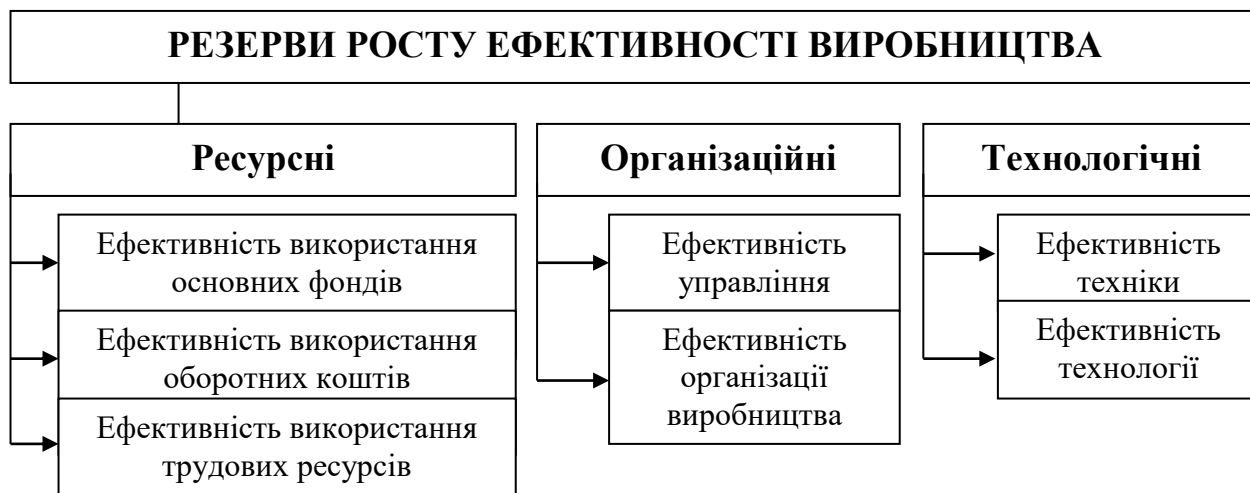 РЕЗЕРВИ РОСТУ ЕФЕКТИВНОСТІ ВИРОБНИЦТВА
Ресурсні
Ефективність використання
основних фондів
Ефективність використання
оборотних коштів
Ефективність використання
трудових ресурсів
Організаційні
Ефективність
управління
Ефективність
організації
виробництва
Технологічні
Ефективність
техніки
Ефективність
технології